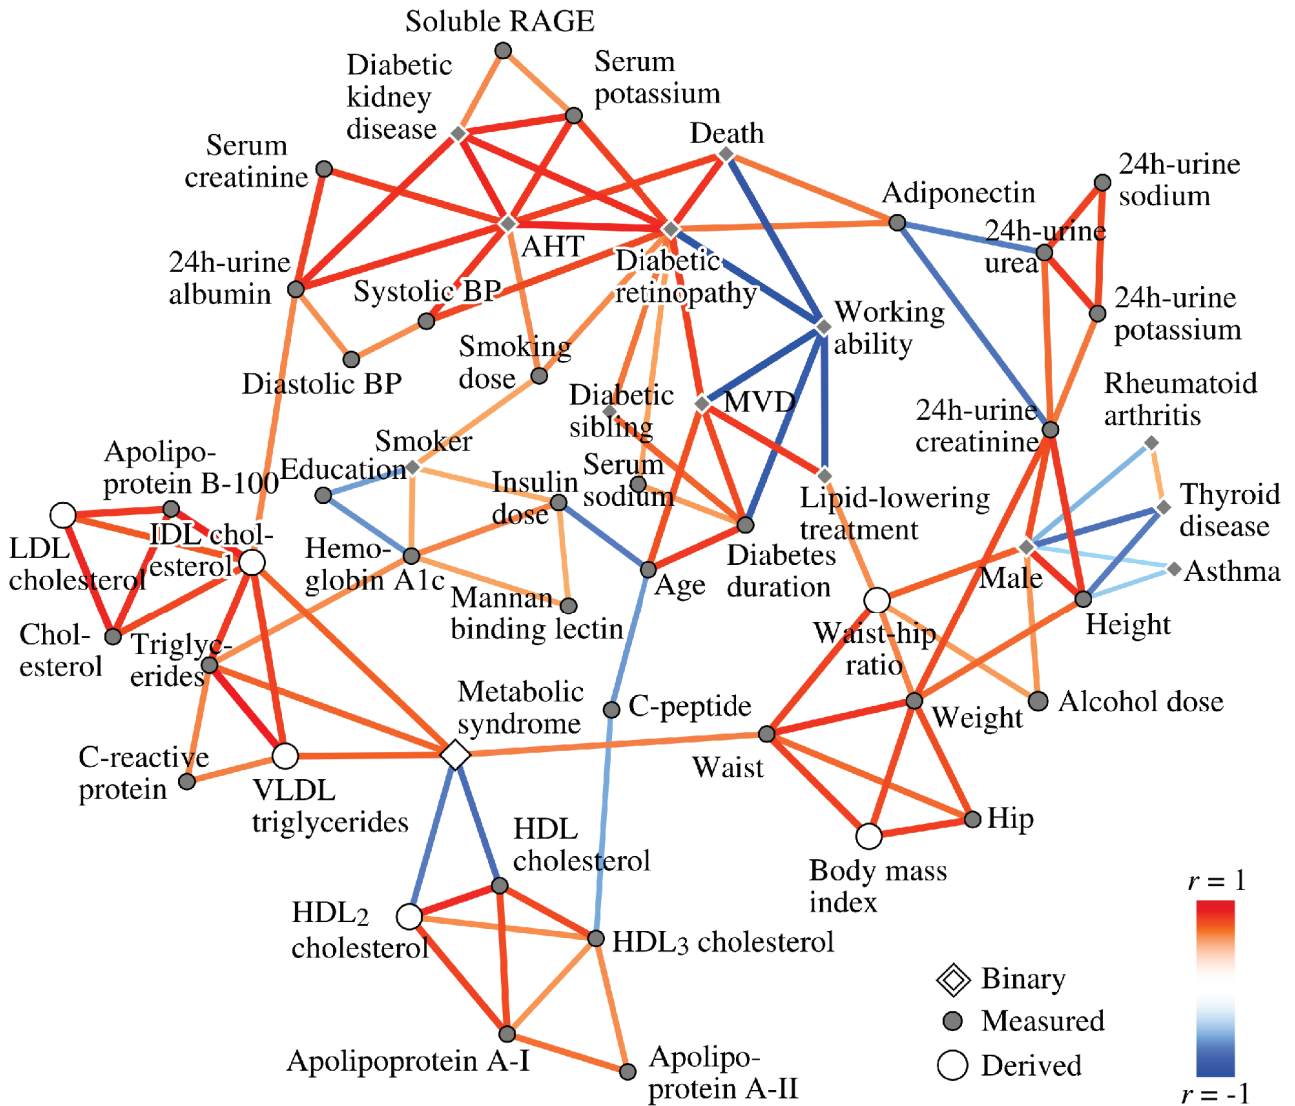 Soluble RAGE
Diabetic
kidney
disease
Serum
potassium
Death
Serum
creatinine
24h-urine
sodium
Adiponectin
24h-urine
urea
AHT
Diabetic
retinopathy
24h-urine
albumin
Systolic BP
24h-urine
potassium
Working
ability
Smoking
dose
Diastolic BP
Rheumatoid
arthritis
Diabetic
sibling
MVD
24h-urine
creatinine
Smoker
Apolipo-
protein B-100
Education
Insulin
dose
Serum
sodium
Lipid-lowering
treatment
Thyroid
disease
LDL
cholesterol
IDL chol-
esterol
Hemo-
globin A1c
Age
Diabetes
duration
Male
Asthma
Mannan
binding lectin
Height
Chol-
esterol
Triglyc-
erides
Waist-hip
ratio
Metabolic
syndrome
C-peptide
Weight
Alcohol dose
C-reactive
protein
VLDL
triglycerides
Waist
Hip
HDL
cholesterol
Body mass
index
HDL2
cholesterol
HDL3 cholesterol
Apolipoprotein A-I
Apolipo-
protein A-II
Binary
Measured
Derived
r = 1
r = -1